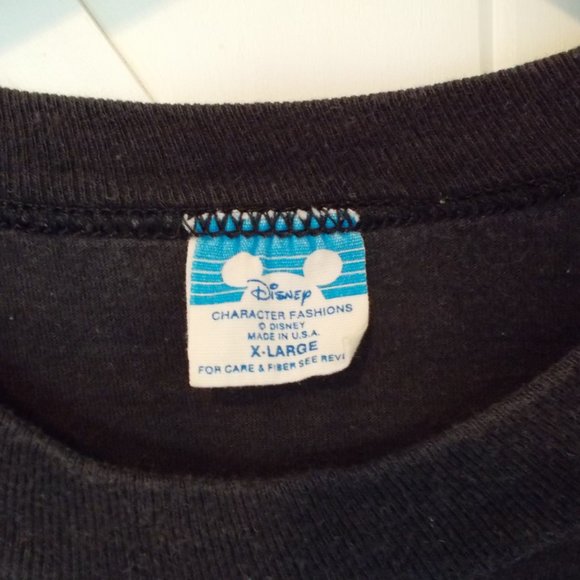 Disney
CHARACTER FASHIONS
© DISNEY
MADE IN U.S.A.
X-LARGE
FOR CARE & FIBER SEE REV